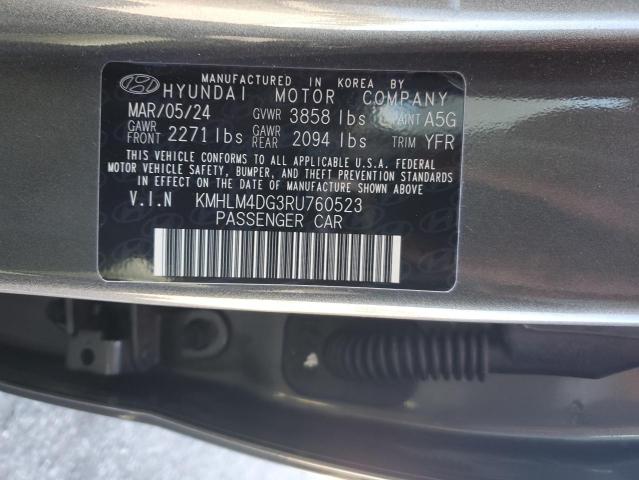 MANUFACTURED IN KOREA BY
HYUNDAI MOTOR COMPANY
MAR/05/24 GVWR 3858 lbs PAINT A5G
GAWR FRONT 2271 lbs GAWR REAR 2094 lbs TRIM YFR
THIS VEHICLE CONFORMS TO ALL APPLICABLE U.S.A. FEDERAL
MOTOR VEHICLE SAFETY, BUMPER, AND THEFT PREVENTION STANDARDS
IN EFFECT ON THE DATE OF MANUFACTURE SHOWN ABOVE.
V.I.N KMHLM4DG3RU760523
PASSENGER CAR